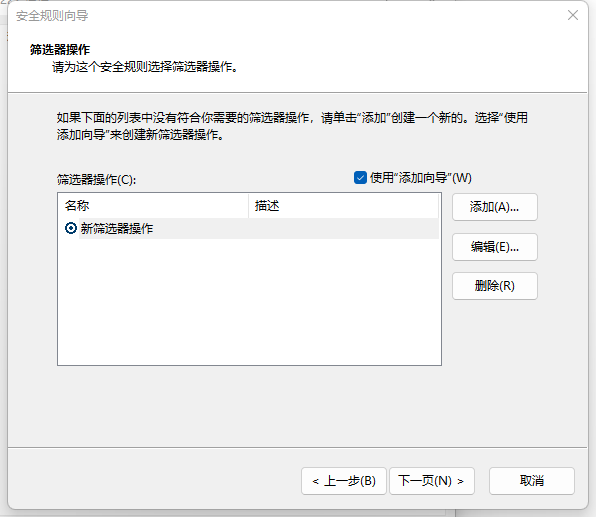 安全规则向导
筛选器操作
请为这个安全规则选择筛选器操作。
如果下面的列表中没有符合你需要的筛选器操作，请单击“添加”创建一个新的。选择“使用
添加向导”来创建新筛选器操作。
筛选器操作(C):
使用“添加向导”(W)
名称
描述
添加(A)...
新筛选器操作
编辑(E)...
删除(R)
< 上一步(B)
下一页(N) >
取消